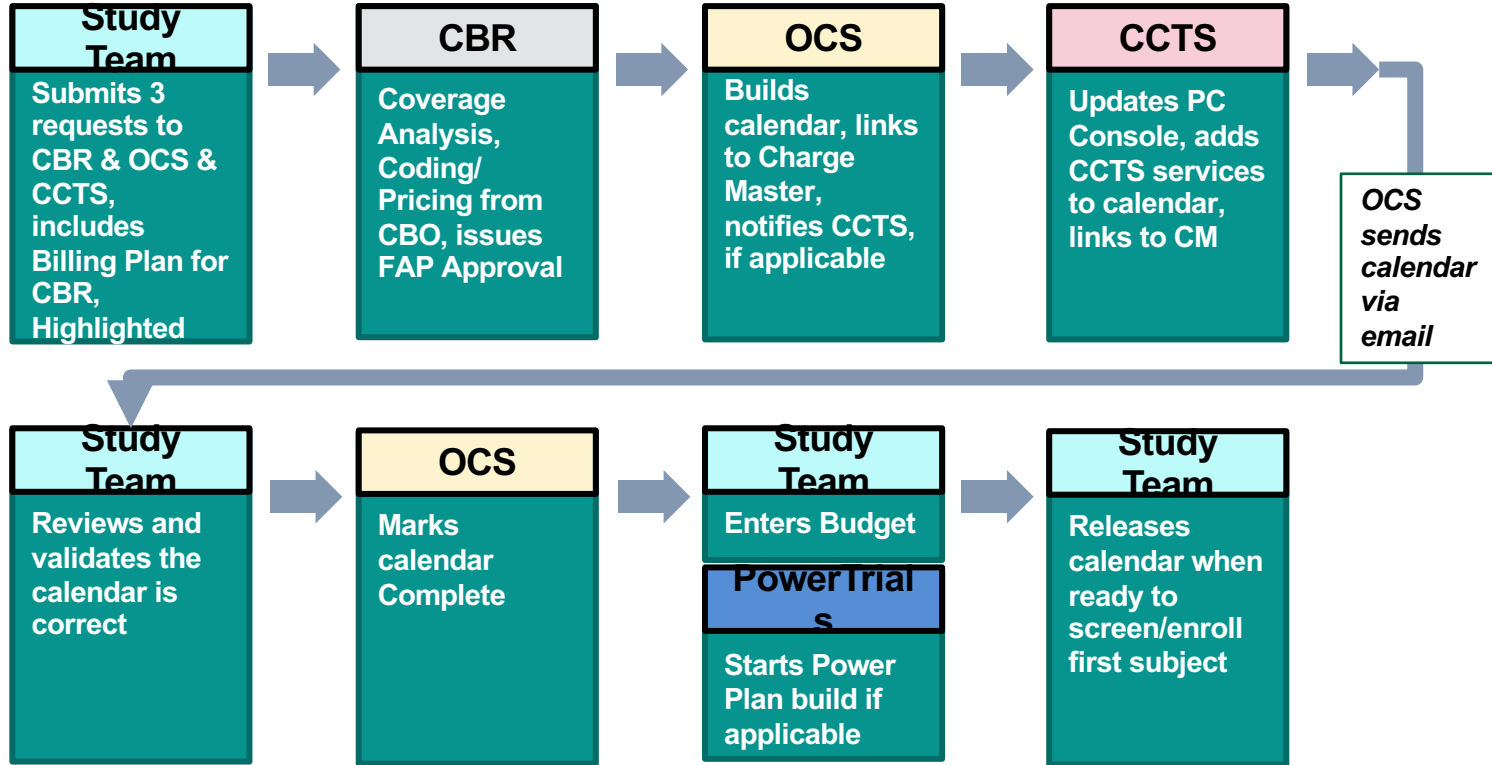 Study
Team
Submits 3
requests to
CBR & OCS &
CCTS,
includes
Billing Plan for
CBR,
Highlighted
CBR
Coverage
Analysis,
Coding/
Pricing from
CBO, issues
FAP Approval
OCS
Builds
calendar, links
to Charge
Master,
notifies CCTS,
if applicable
CCTS
Updates PC
Console, adds
CCTS services
to calendar,
links to CM
OCS
sends
calendar
via
email
Study
Team
Reviews and
validates the
calendar is
correct
OCS
Marks
calendar
Complete
Study
Team
Enters Budget
PowerTrial
s
Starts Power
Plan build if
applicable
Study
Team
Releases
calendar when
ready to
screen/enroll
first subject